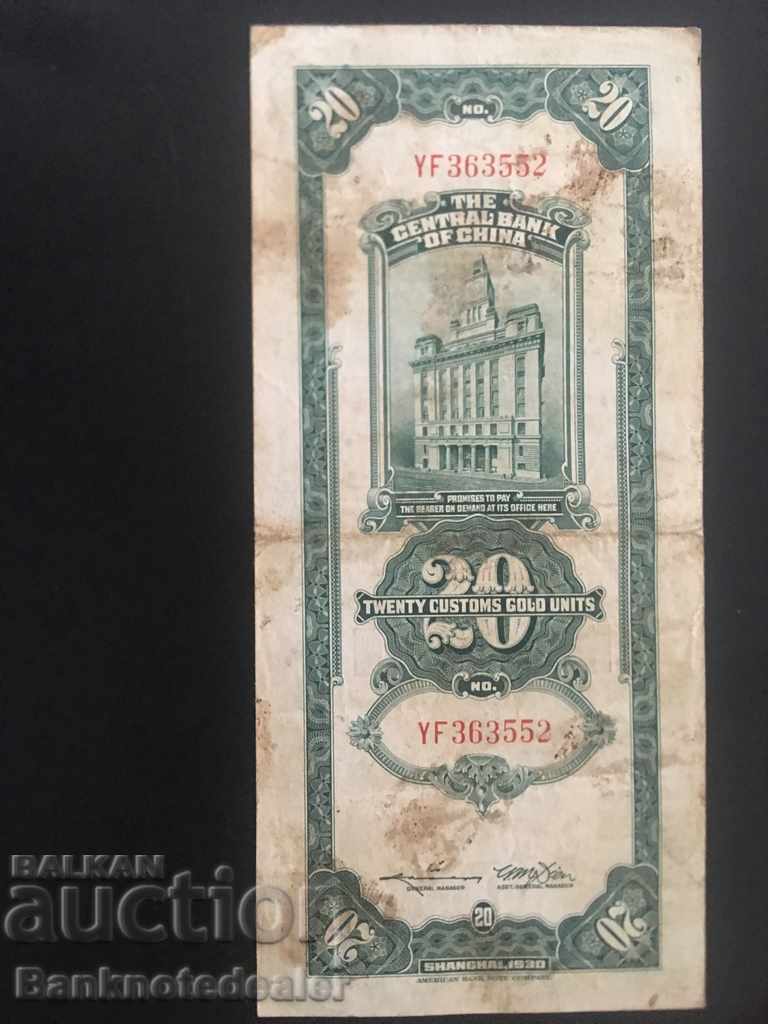 20 20
NO.
YF363552
THE
CENTRAL BANK
OF CHINA
PROMISES TO PAY
THE BEARER ON DEMAND AT ITS OFFICE HERE
20
TWENTY CUSTOMS GOLD UNITS
NO.
YF363552
GENERAL MANAGER ASST. GENERAL MANAGER
20 20 20
SHANGHAI, 1930
AMERICAN BANK NOTE COMPANY.
BALKAN
auction
Banknotedealer